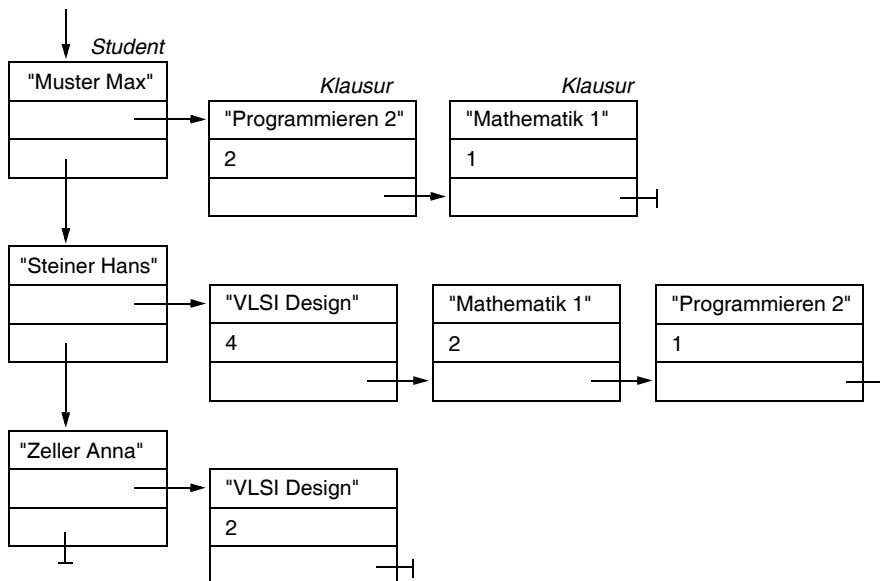 Student
"Muster Max"
Klausur
Klausur
"Programmieren 2"
"Mathematik 1"
2
1
"Steiner Hans"
"VLSI Design"
"Mathematik 1"
"Programmieren 2"
4
2
1
"Zeller Anna"
"VLSI Design"
2